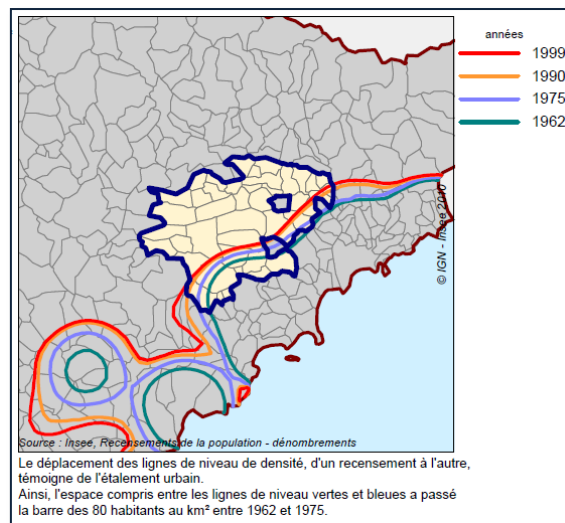 années
1999
1990
1975
1962
© IGN - Insee 2010
Source : Insee, Recensements de la population - dénombrements
Le déplacement des lignes de niveau de densité, d'un recensement à l'autre,
témoigne de l'étalement urbain.
Ainsi, l'espace compris entre les lignes de niveau vertes et bleues a passé
la barre des 80 habitants au km² entre 1962 et 1975.